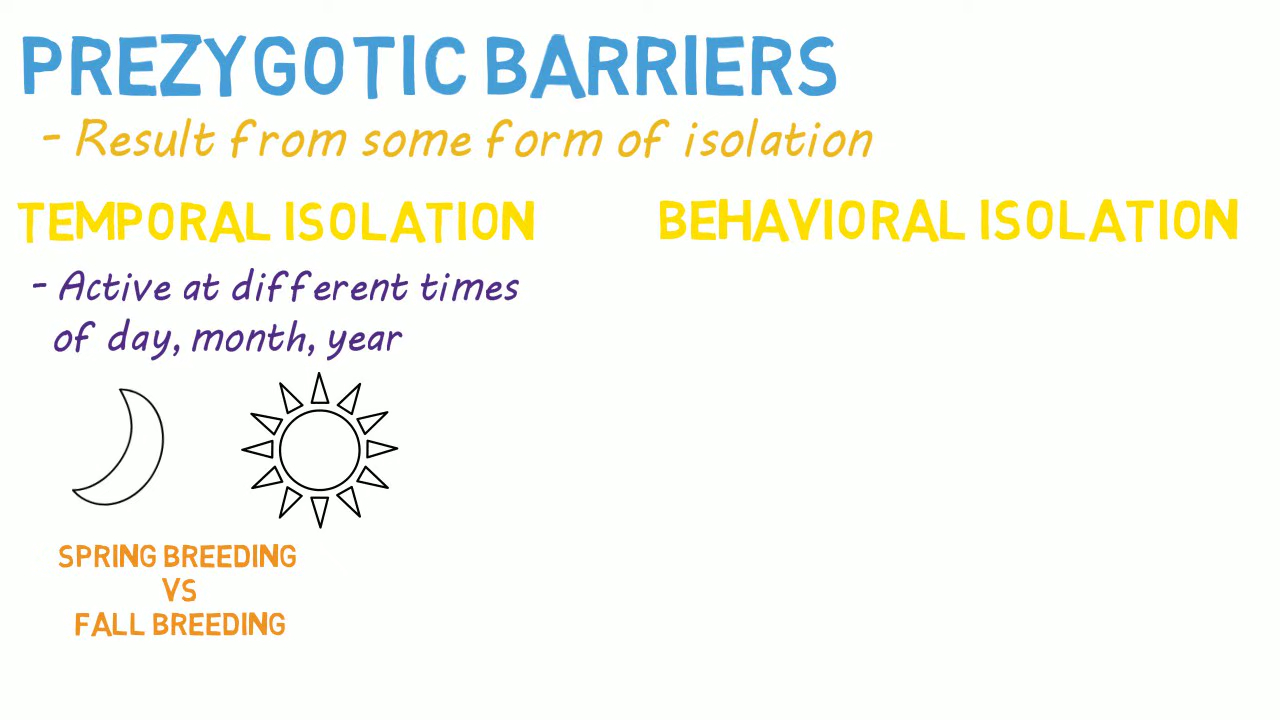 PREZYGOTIC BARRIERS
- Result from some form of isolation
TEMPORAL ISOLATION
- Active at different times
of day, month, year
SPRING BREEDING
VS
FALL BREEDING
BEHAVIORAL ISOLATION